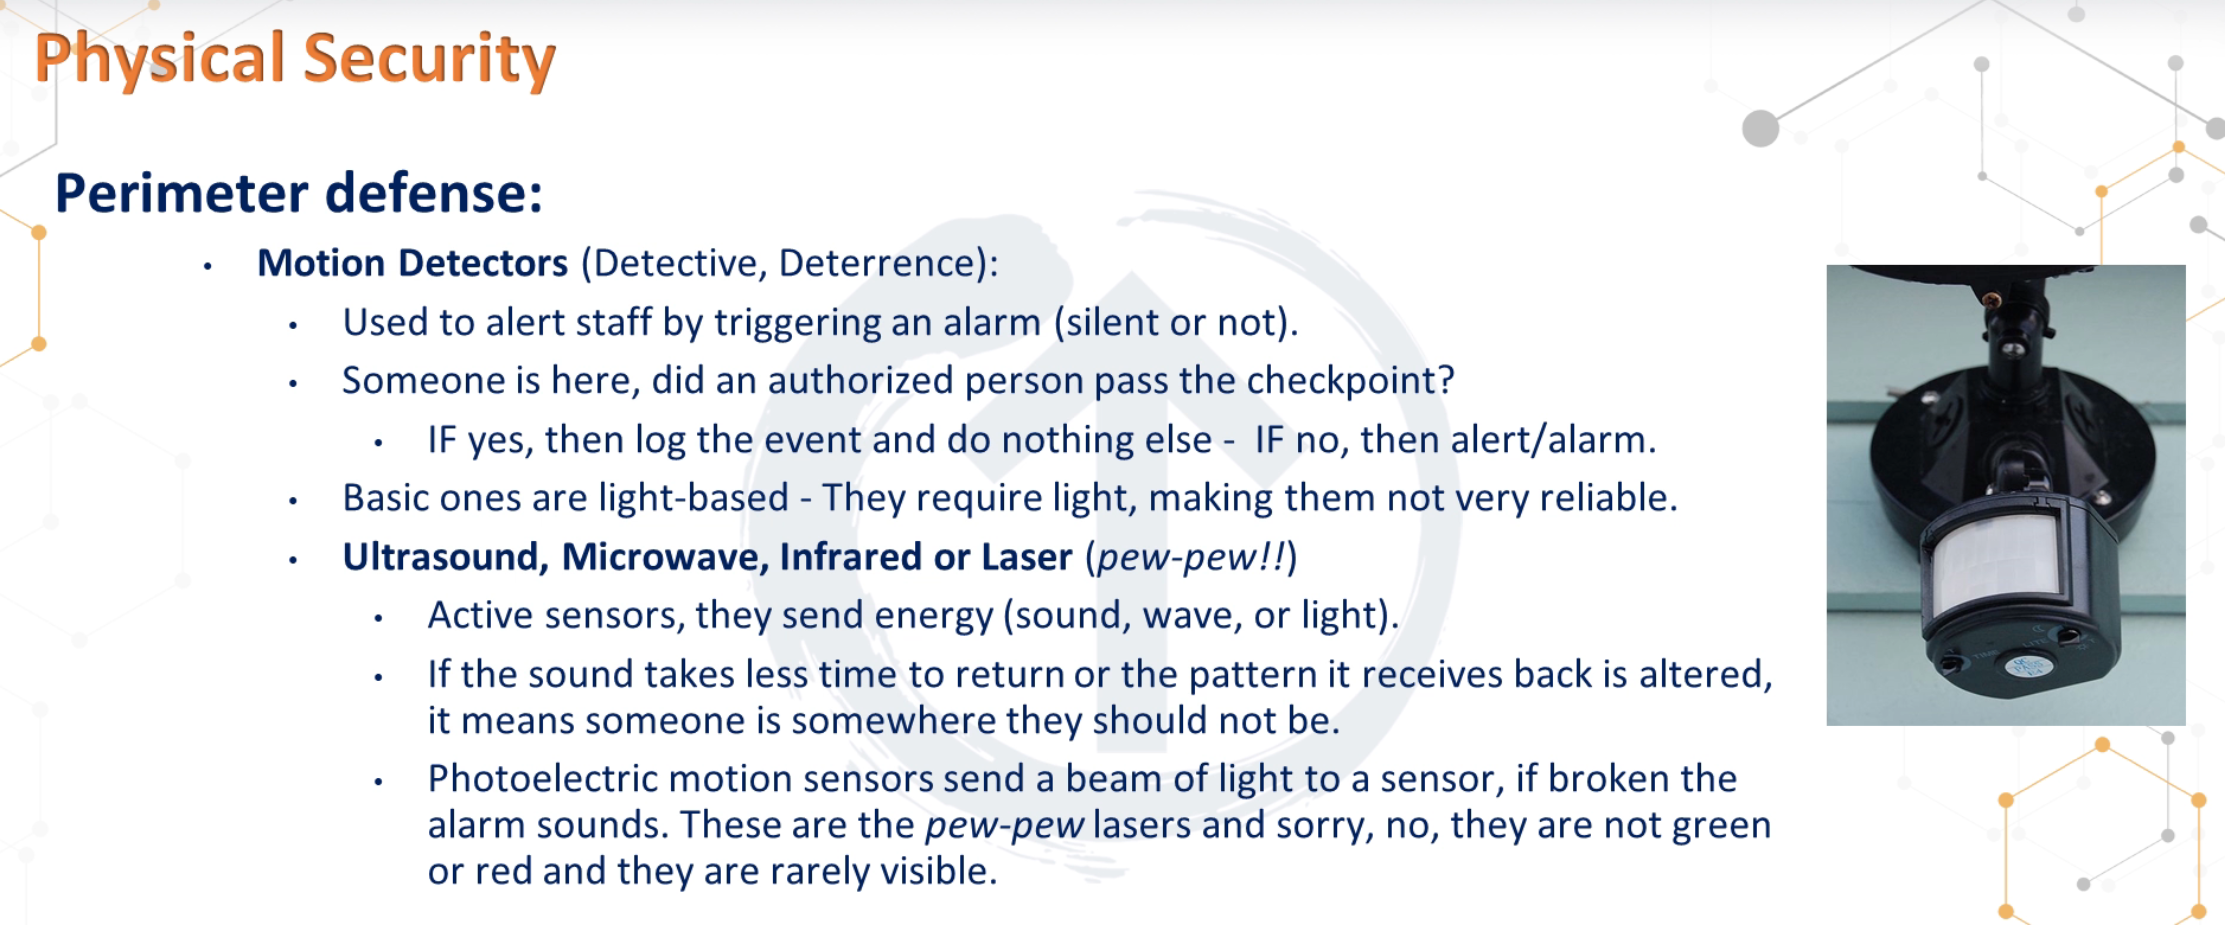 Physical Security
Perimeter defense:
• Motion Detectors (Detective, Deterrence):
• Used to alert staff by triggering an alarm (silent or not).
• Someone is here, did an authorized person pass the checkpoint?
• IF yes, then log the event and do nothing else - IF no, then alert/alarm.
• Basic ones are light-based - They require light, making them not very reliable.
• Ultrasound, Microwave, Infrared or Laser (pew-pew!!)
• Active sensors, they send energy (sound, wave, or light).
• If the sound takes less time to return or the pattern it receives back is altered,
it means someone is somewhere they should not be.
• Photoelectric motion sensors send a beam of light to a sensor, if broken the
alarm sounds. These are the pew-pew lasers and sorry, no, they are not green
or red and they are rarely visible.